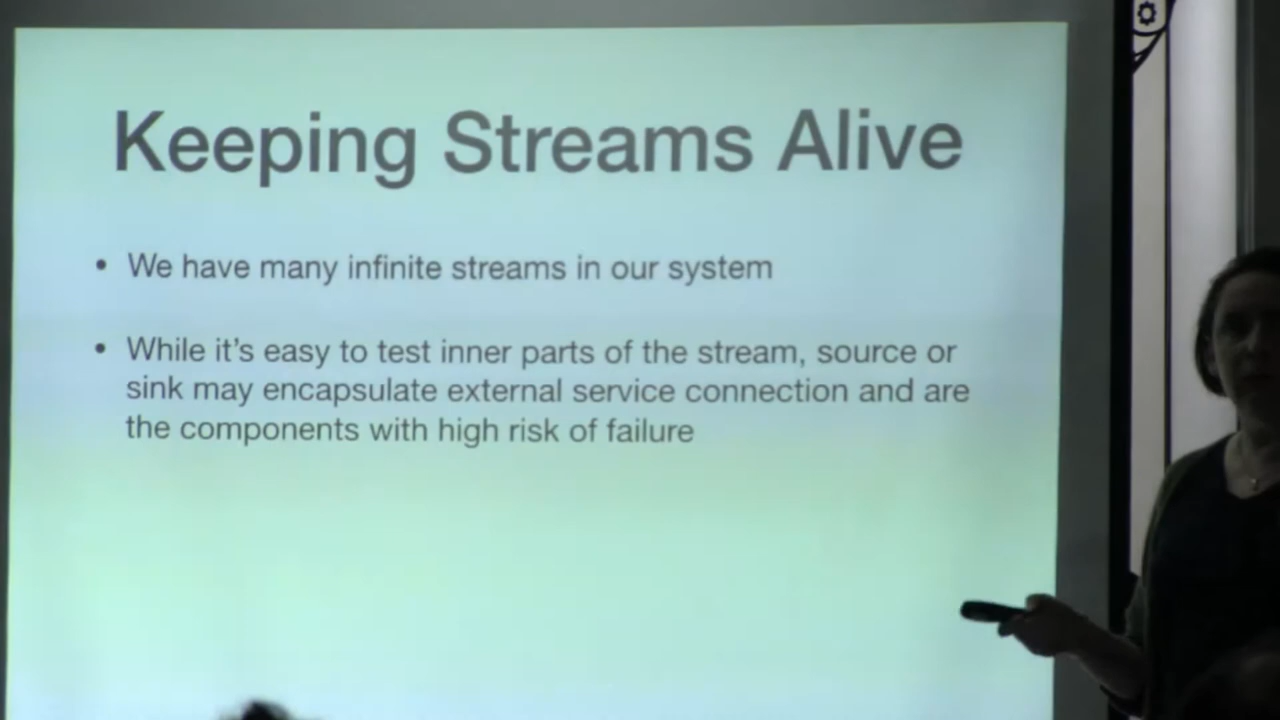 Keeping Streams Alive
• We have many infinite streams in our system
• While it's easy to test inner parts of the stream, source or
sink may encapsulate external service connection and are
the components with high risk of failure